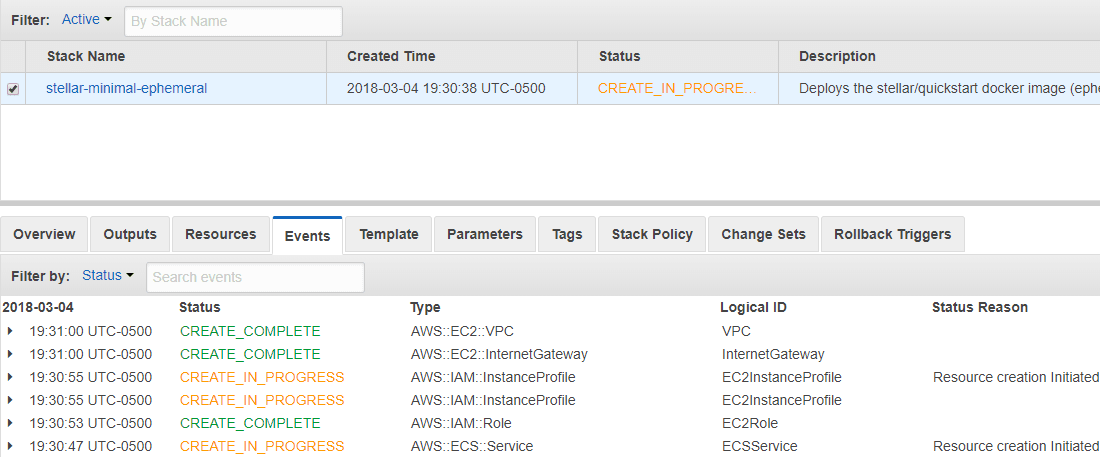 Filter: Active By Stack Name
Stack Name Created Time Status Description
stellar-minimal-ephemeral 2018-03-04 19:30:38 UTC-0500 CREATE_IN_PROGRE... Deploys the stellar/quickstart docker image (ephe
Overview Outputs Resources Events Template Parameters Tags Stack Policy Change Sets Rollback Triggers
Filter by: Status Search events
2018-03-04 Status Type Logical ID Status Reason
19:31:00 UTC-0500 CREATE_COMPLETE AWS::EC2::VPC VPC
19:31:00 UTC-0500 CREATE_COMPLETE AWS::EC2::InternetGateway InternetGateway
19:30:55 UTC-0500 CREATE_IN_PROGRESS AWS::IAM::InstanceProfile EC2InstanceProfile Resource creation Initiated
19:30:55 UTC-0500 CREATE_IN_PROGRESS AWS::IAM::InstanceProfile EC2InstanceProfile
19:30:53 UTC-0500 CREATE_COMPLETE AWS::IAM::Role EC2Role
19:30:47 UTC-0500 CREATE_IN_PROGRESS AWS::ECS::Service ECSService Resource creation Initiated